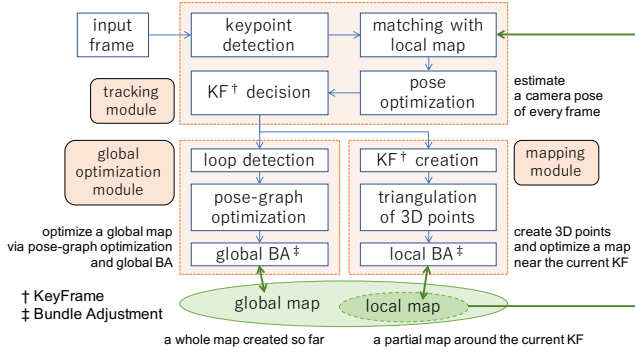 input
frame
keypoint
detection
matching with
local map
tracking
module
KF† decision
pose
optimization
estimate
a camera pose
of every frame
global
optimization
module
loop detection
KF† creation
mapping
module
pose-graph
optimization
triangulation
of 3D points
optimize a global map
via pose-graph optimization
and global BA
global BA‡
local BA‡
create 3D points
and optimize a map
near the current KF
† KeyFrame
‡ Bundle Adjustment
global map
local map
a whole map created so far
a partial map around the current KF